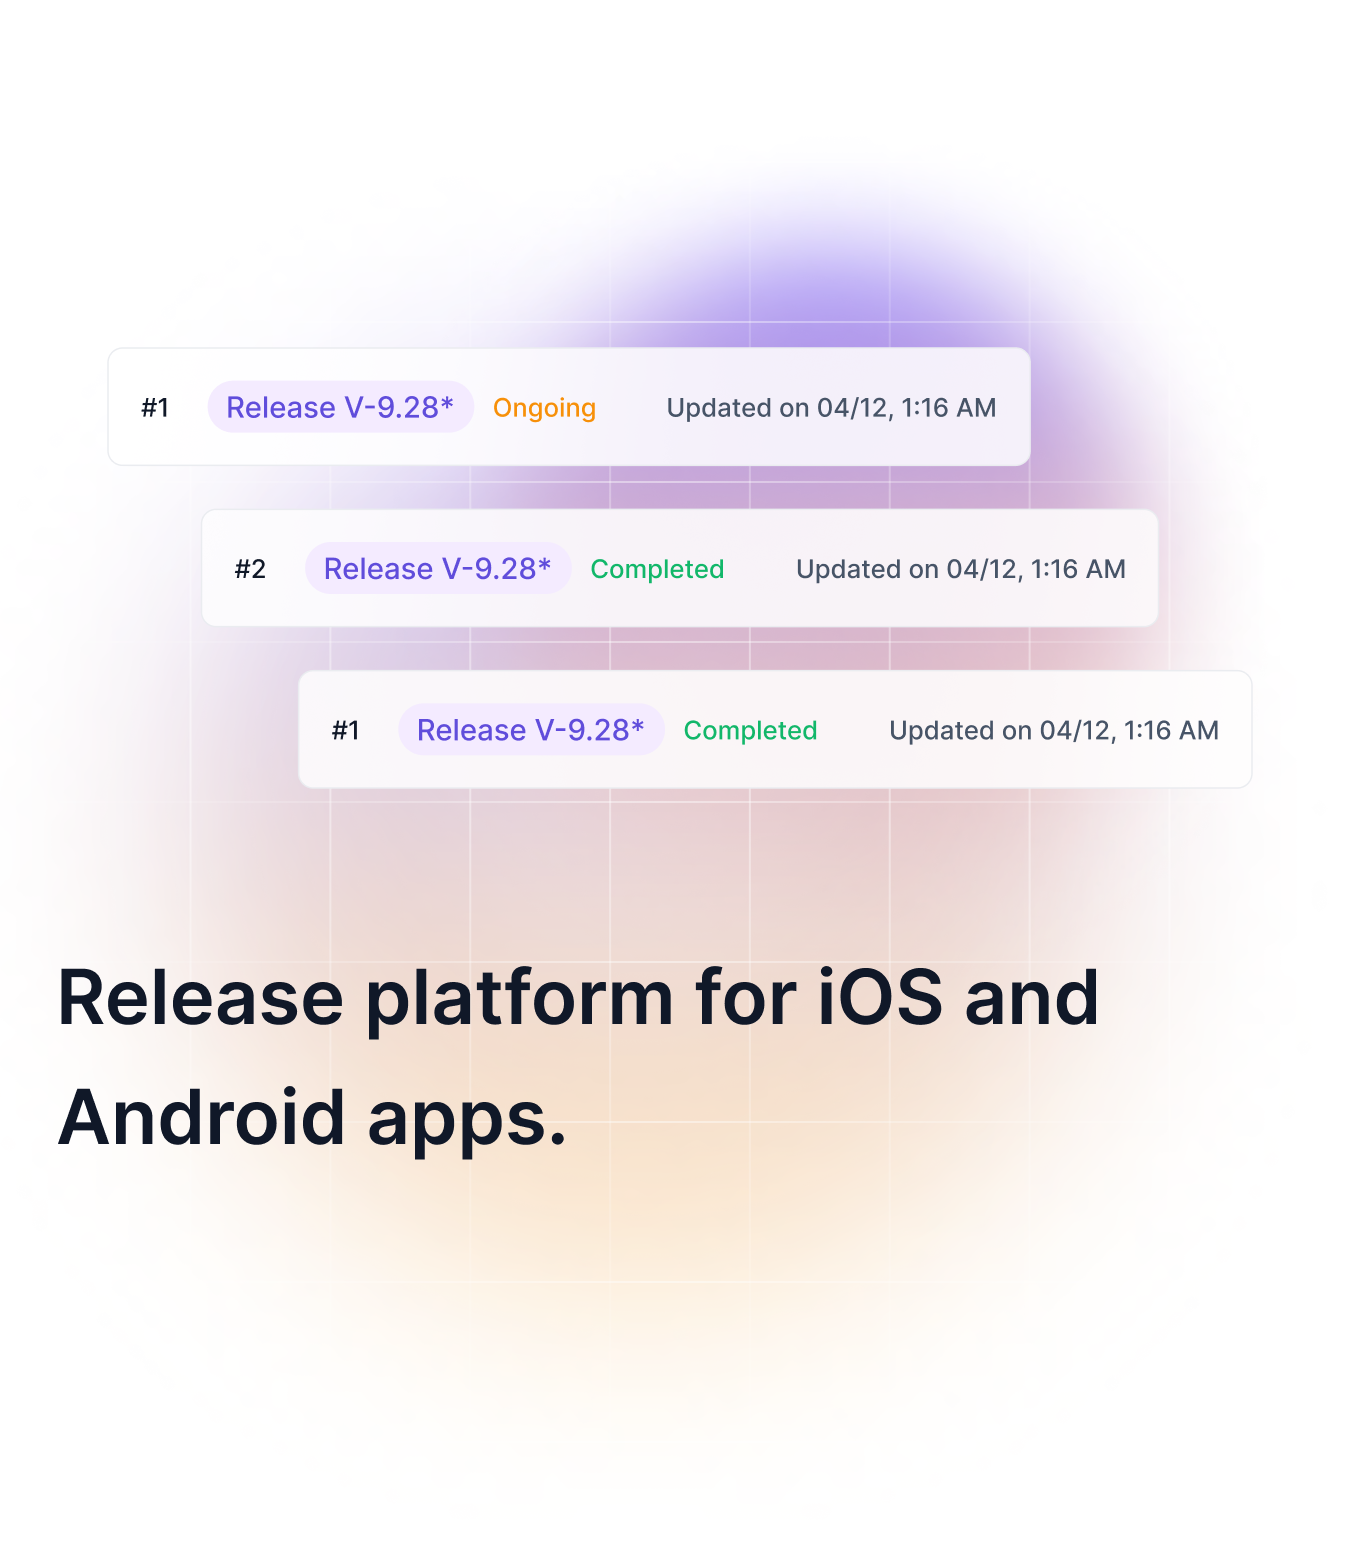 #1 Release V-9.28* Ongoing Updated on 04/12, 1:16 AM
#2 Release V-9.28* Completed Updated on 04/12, 1:16 AM
#1 Release V-9.28* Completed Updated on 04/12, 1:16 AM
Release platform for iOS and
Android apps.